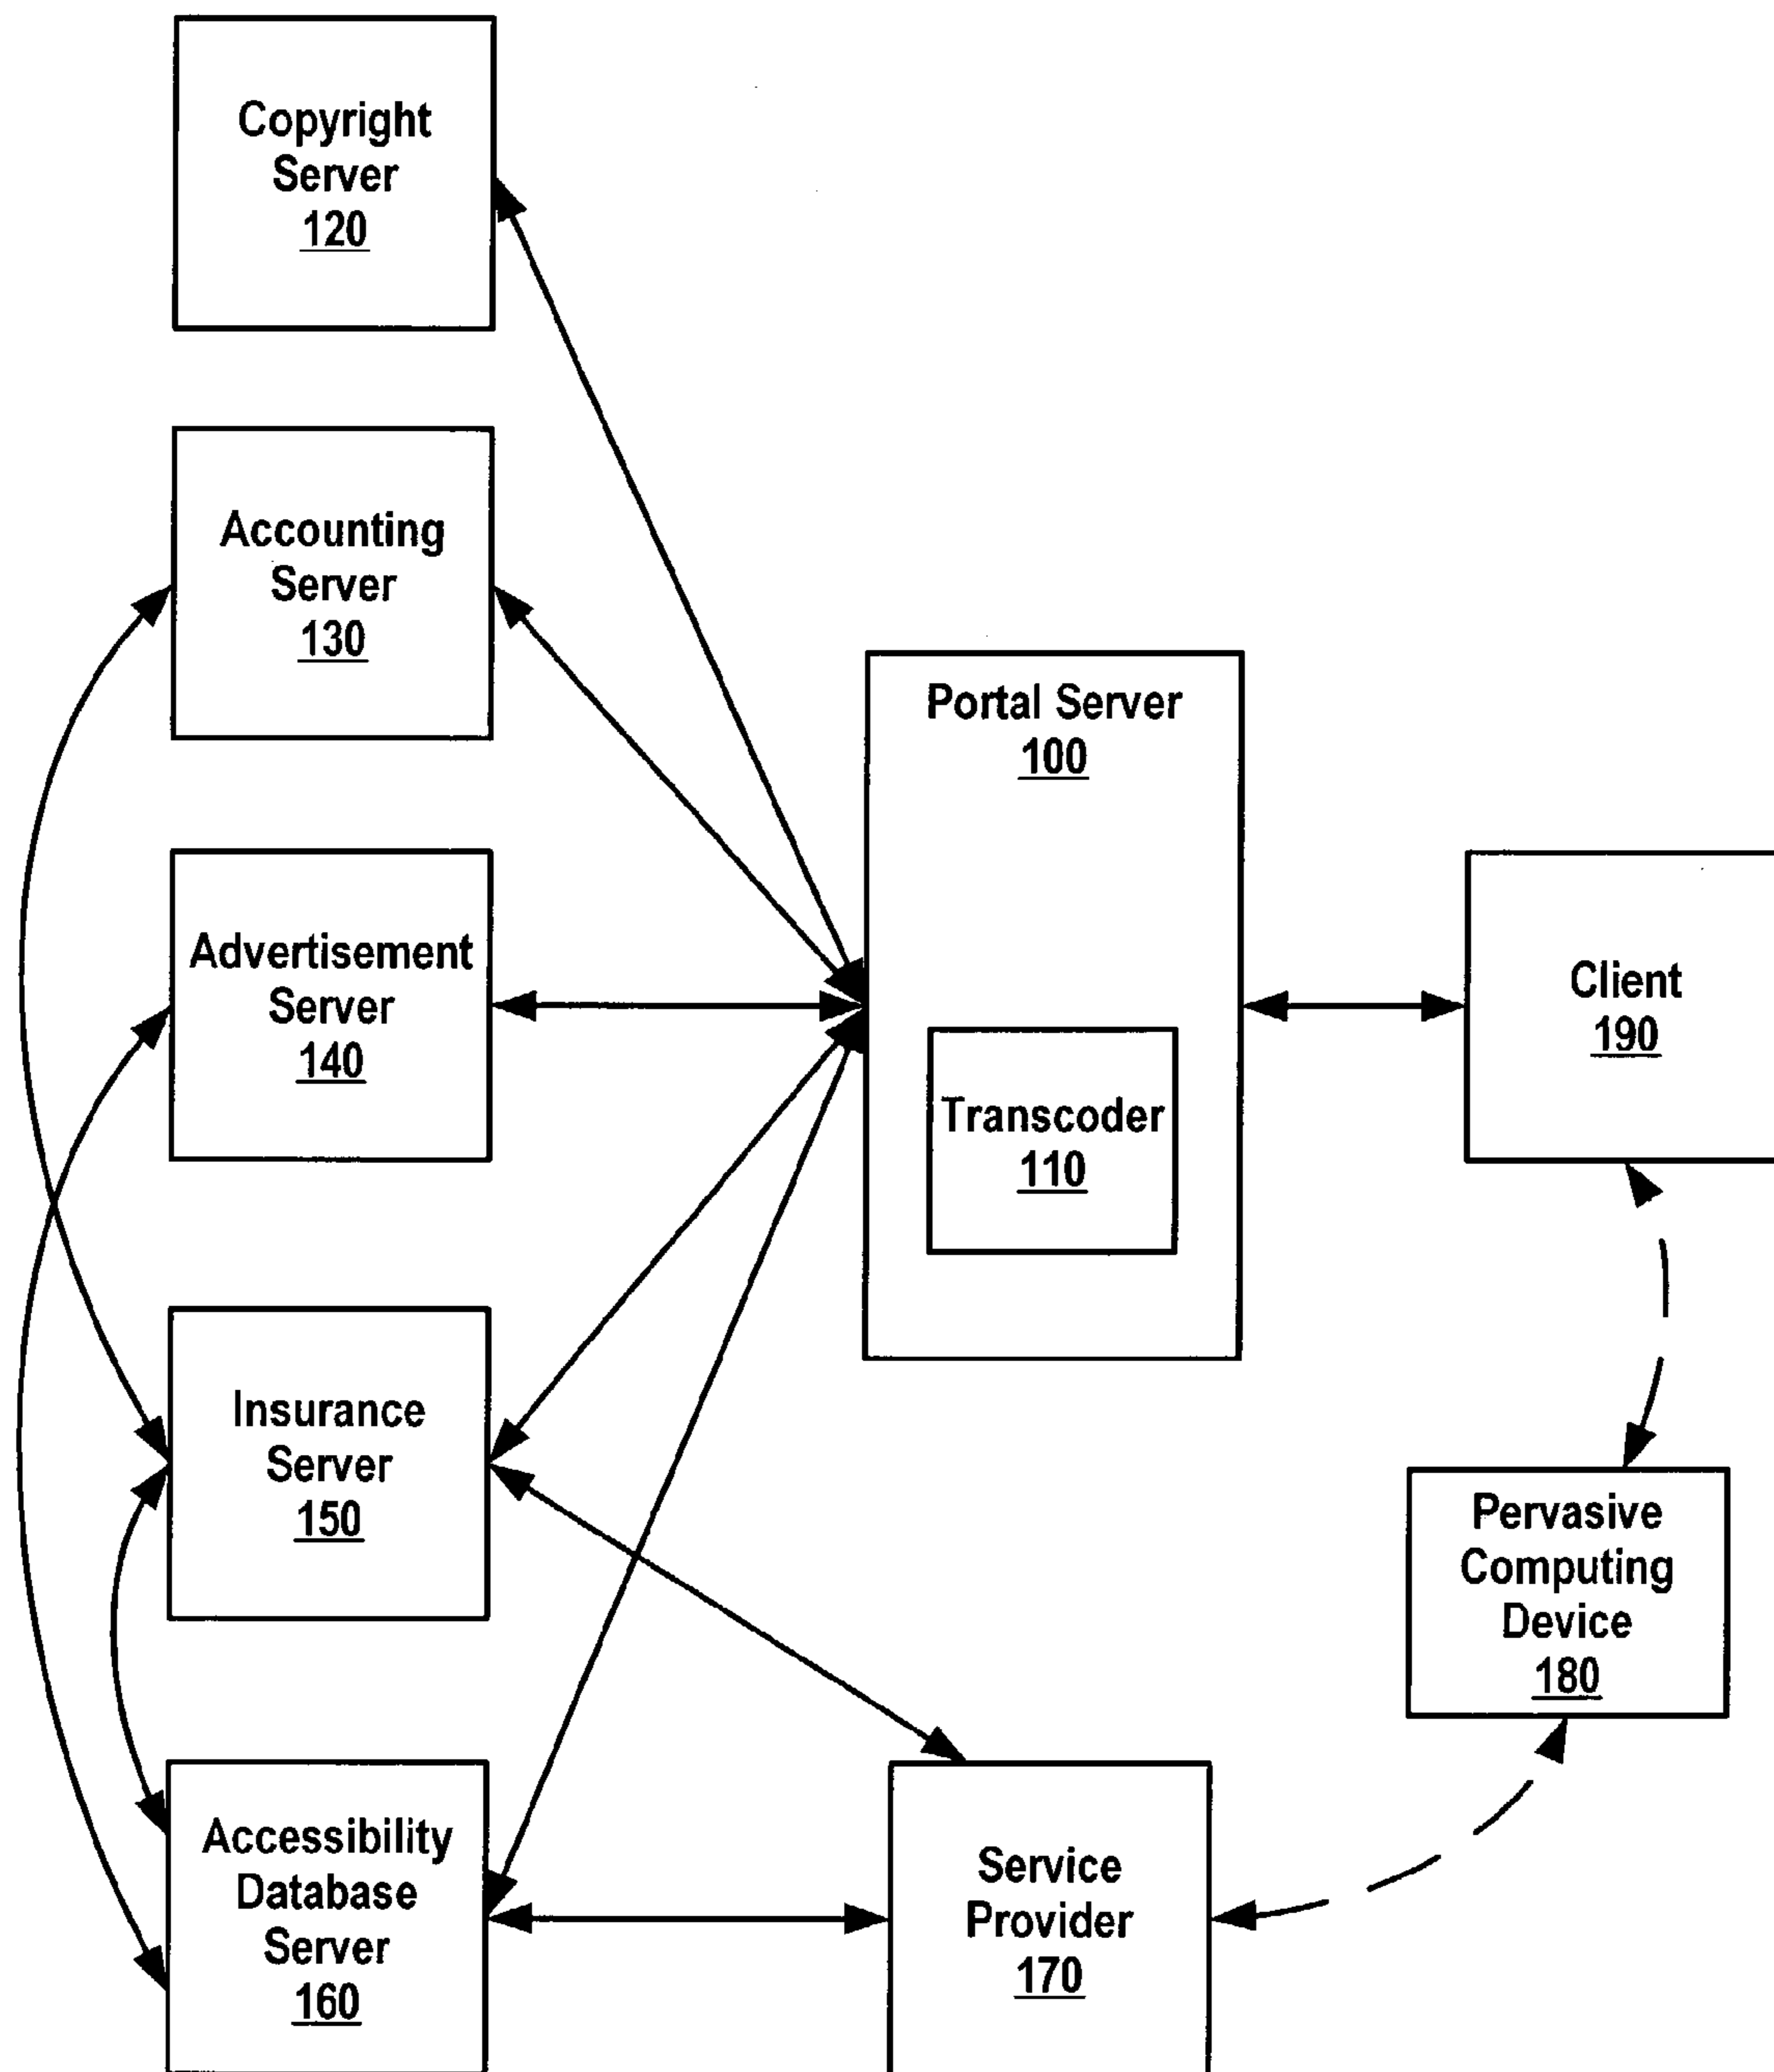 Copyright
Server
120
Accounting
Server
130
Portal Server
100
Advertisement
Server
140
Client
190
Transcoder
110
Insurance
Server
150
Pervasive
Computing
Device
180
Accessibility
Database
Server
160
Service
Provider
170